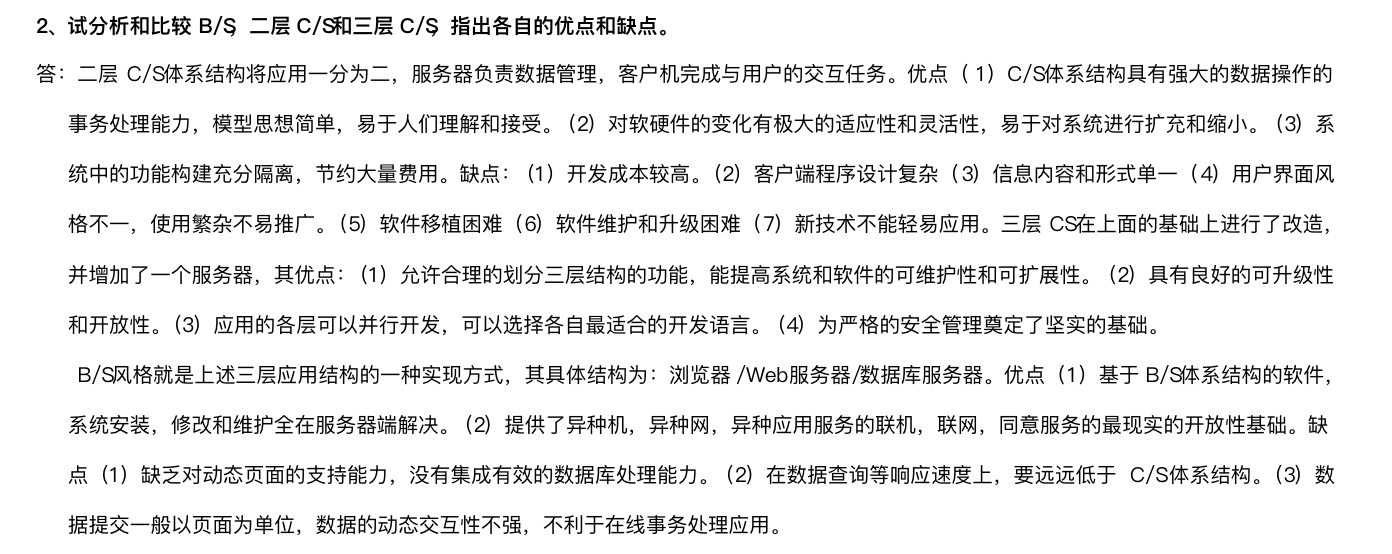 2、试分析和比较 B/S，二层 C/S和三层 C/S，指出各自的优点和缺点。
答：二层 C/S体系结构将应用一分为二，服务器负责数据管理，客户机完成与用户的交互任务。优点（ 1）C/S体系结构具有强大的数据操作的
事务处理能力，模型思想简单，易于人们理解和接受。（2）对软硬件的变化有极大的适应性和灵活性，易于对系统进行扩充和缩小。（3）系
统中的功能构建充分隔离，节约大量费用。缺点：（1）开发成本较高。（2）客户端程序设计复杂（3）信息内容和形式单一（4）用户界面风
格不一，使用繁杂不易推广。（5）软件移植困难（6）软件维护和升级困难（7）新技术不能轻易应用。三层 CS在上面的基础上进行了改造，
并增加了一个服务器，其优点：（1）允许合理的划分三层结构的功能，能提高系统和软件的可维护性和可扩展性。（2）具有良好的可升级性
和开放性。（3）应用的各层可以并行开发，可以选择各自最适合的开发语言。（4）为严格的安全管理奠定了坚实的基础。
B/S风格就是上述三层应用结构的一种实现方式，其具体结构为：浏览器 /Web服务器/数据库服务器。优点（1）基于 B/S体系结构的软件，
系统安装，修改和维护全在服务器端解决。（2）提供了异种机，异种网，异种应用服务的联机，联网，同意服务的最现实的开放性基础。缺
点（1）缺乏对动态页面的支持能力，没有集成有效的数据库处理能力。（2）在数据查询等响应速度上，要远远低于 C/S体系结构。（3）数
据提交一般以页面为单位，数据的动态交互性不强，不利于在线事务处理应用。